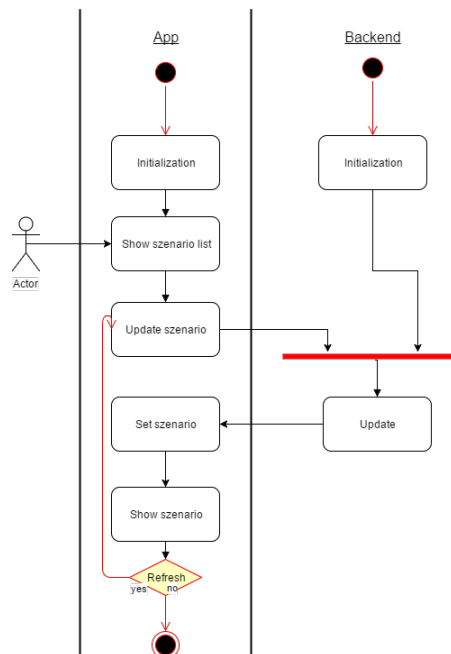 App
Backend
Initialization
Initialization
Show szenario list
Actor
Update szenario
Set szenario
Update
Show szenario
Refresh
yes
no